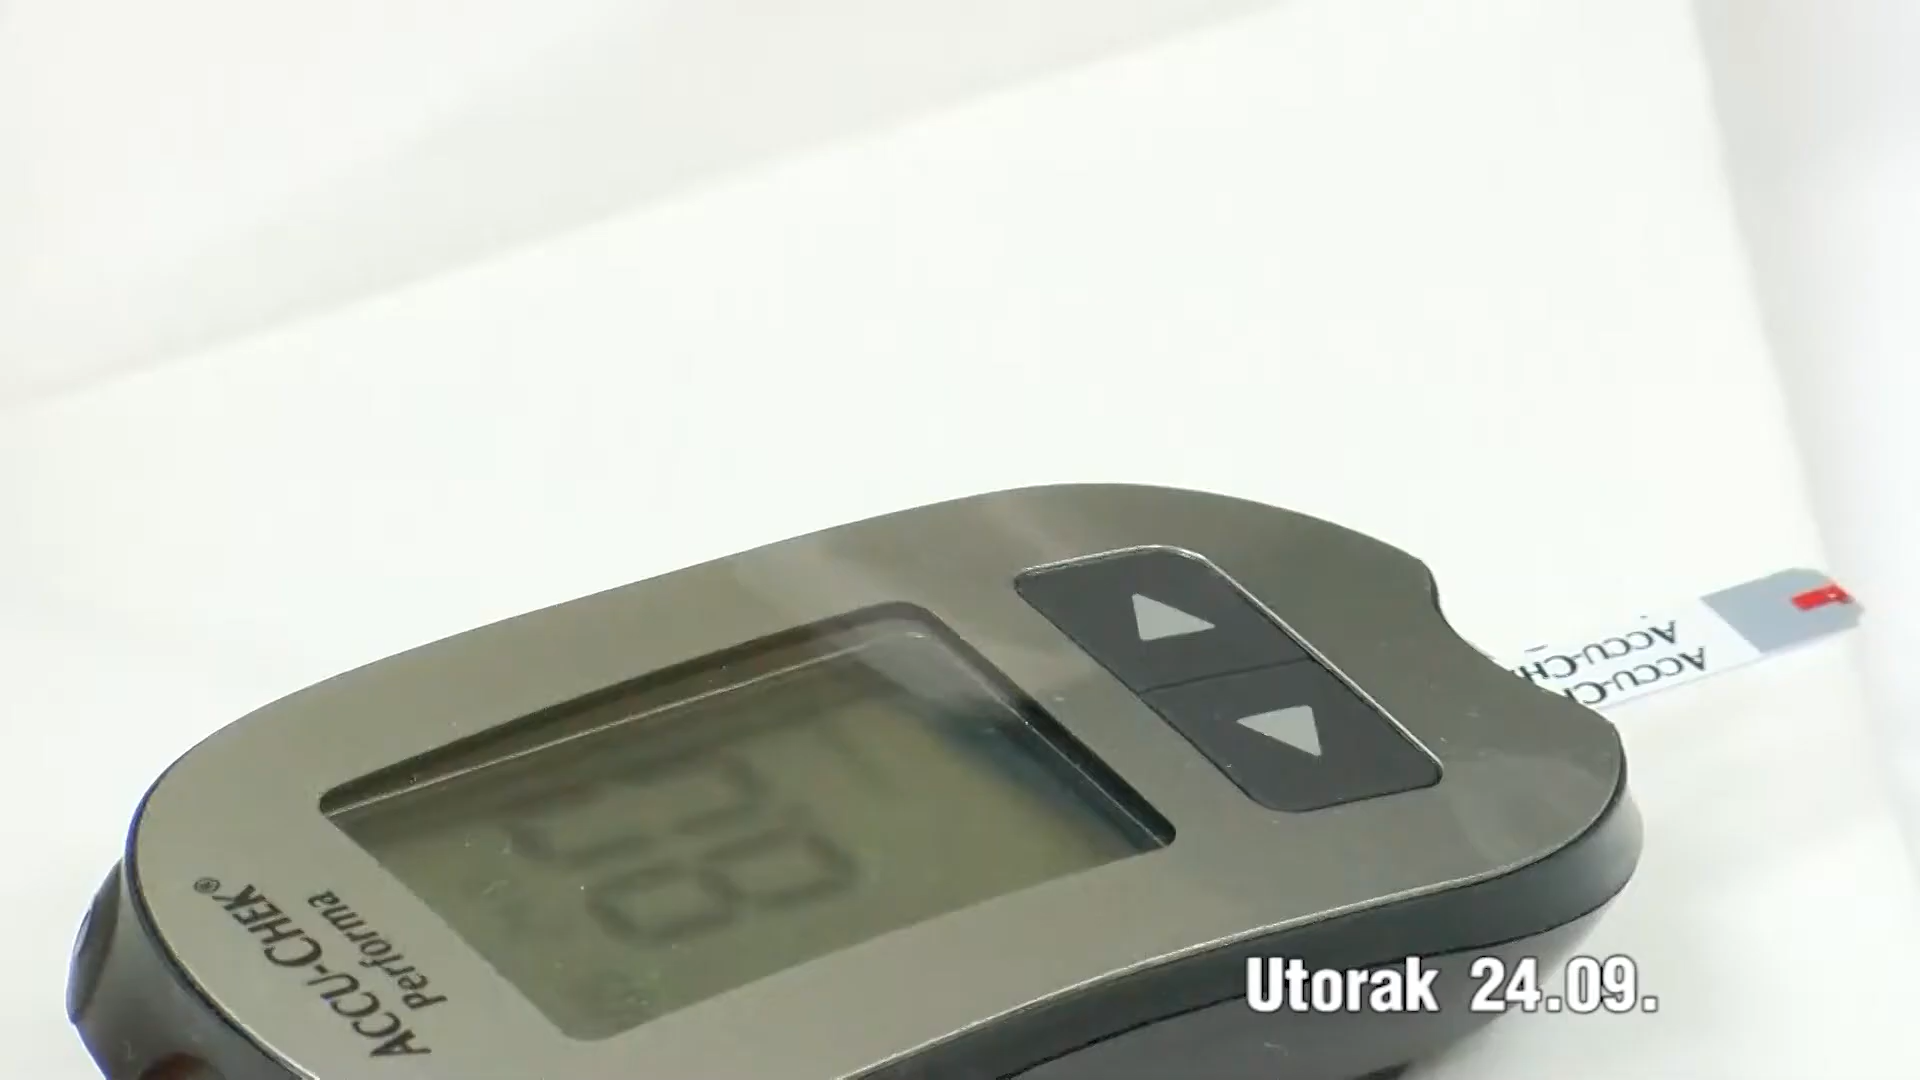 ACCU-CHEK®
Performa
ACCU-CH
ACCU-CH
Utorak 24.09.